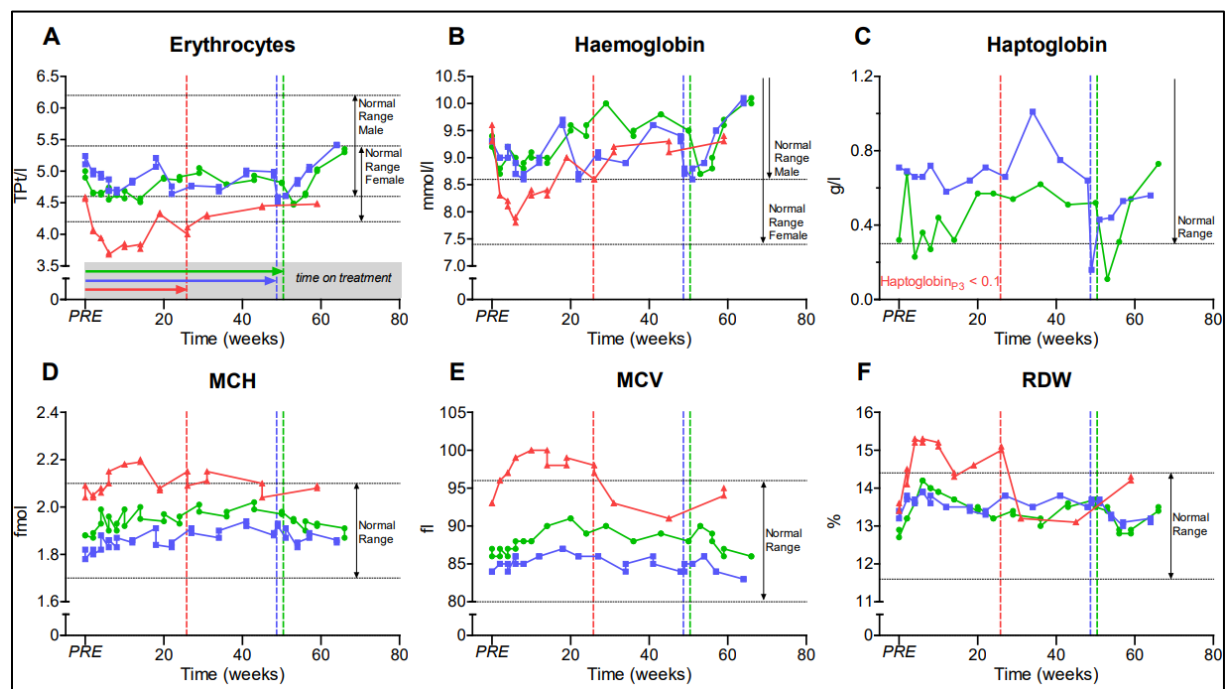 A Erythrocytes
TPt/l
6.5
6.0
5.5
5.0
4.5
4.0
3.5
0
Normal
Range
Male
Normal
Range
Female
time on treatment
PRE 20 40 60 80
Time (weeks)
B Haemoglobin
mmol/l
10.5
10.0
9.5
9.0
8.5
8.0
7.5
7.0
0
Normal
Range
Male
Normal
Range
Female
PRE 20 40 60 80
Time (weeks)
C Haptoglobin
g/l
1.2
0.9
0.6
0.3
0.0
Normal
Range
HaptoglobinP3 < 0.1
PRE 20 40 60 80
Time (weeks)
D MCH
fmol
2.4
2.2
2.0
1.8
1.6
0
Normal
Range
PRE 20 40 60 80
Time (weeks)
E MCV
fl
105
100
95
90
85
80
0
Normal
Range
PRE 20 40 60 80
Time (weeks)
F RDW
%
16
15
14
13
12
11
0
Normal
Range
PRE 20 40 60 80
Time (weeks)